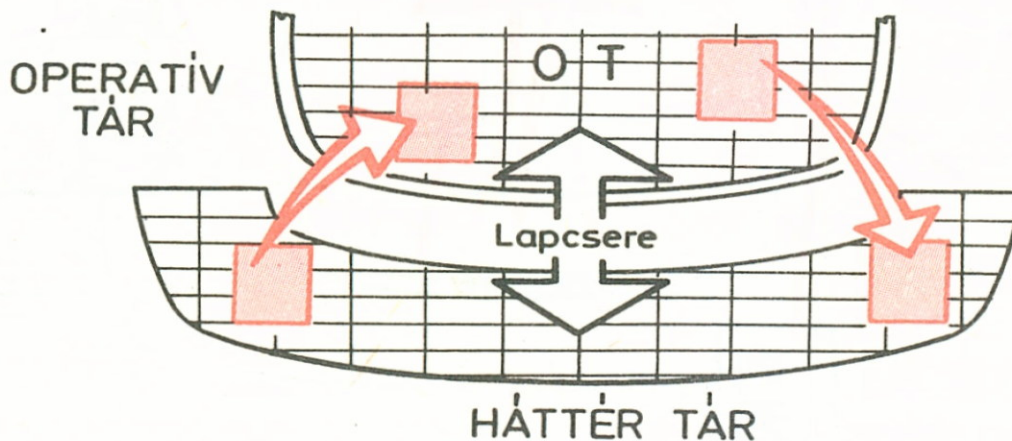 OPERATÍV
TÁR
O T
Lapcsere
HÁTTÉR TÁR